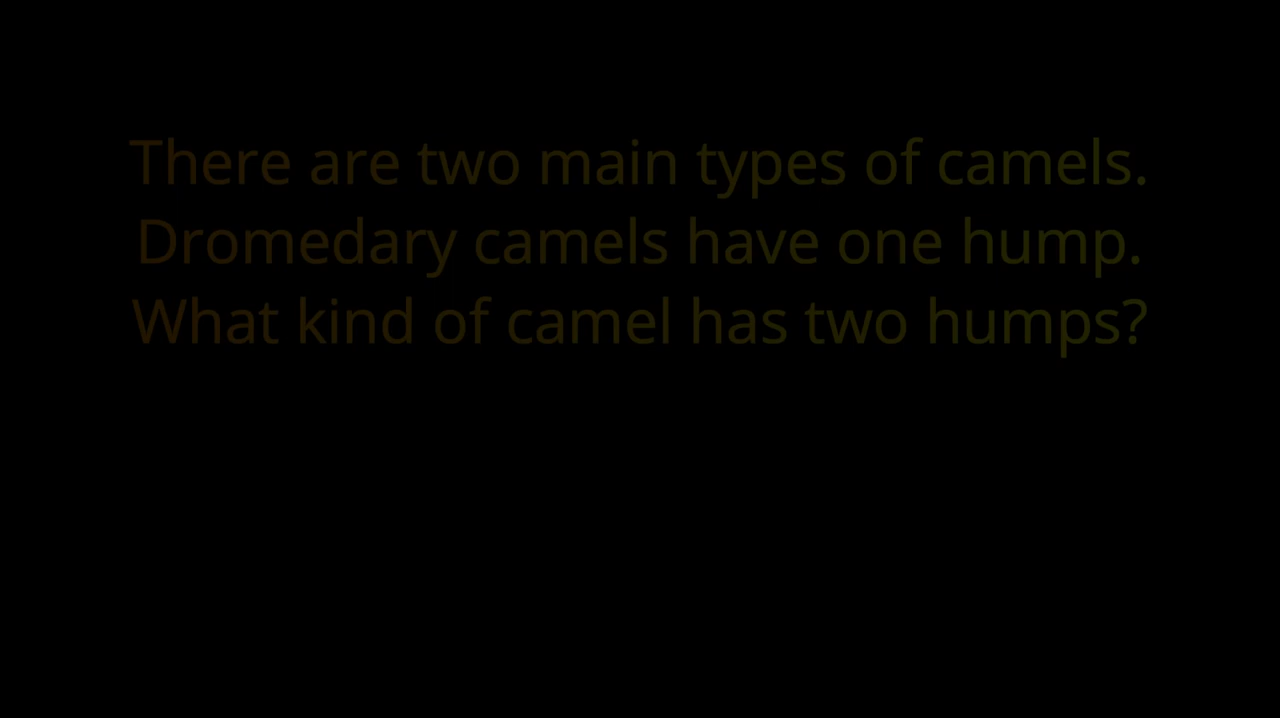 There are two main types of camels.
Dromedary camels have one hump.
What kind of camel has two humps?